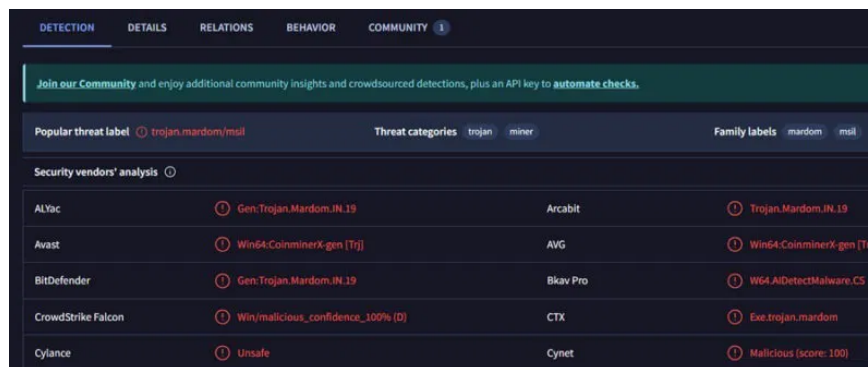 DETECTION DETAILS RELATIONS BEHAVIOR COMMUNITY 1
Join our Community and enjoy additional community insights and crowdsourced detections, plus an API key to automate checks.
Popular threat label trojan.mardom/msil Threat categories trojan miner Family labels mardom msil
Security vendors' analysis
ALYac Gen:Trojan.Mardom.IN.19 Arcabit Trojan.Mardom.IN.19
Avast Win64:CoinminerX-gen [Trj] AVG Win64:CoinminerX-gen [Tr
BitDefender Gen:Trojan.Mardom.IN.19 Bkav Pro W64.AIDetectMalware.CS
CrowdStrike Falcon Win/malicious_confidence_100% (D) CTX Exe.trojan.mardom
Cylance Unsafe Cynet Malicious (score: 100)